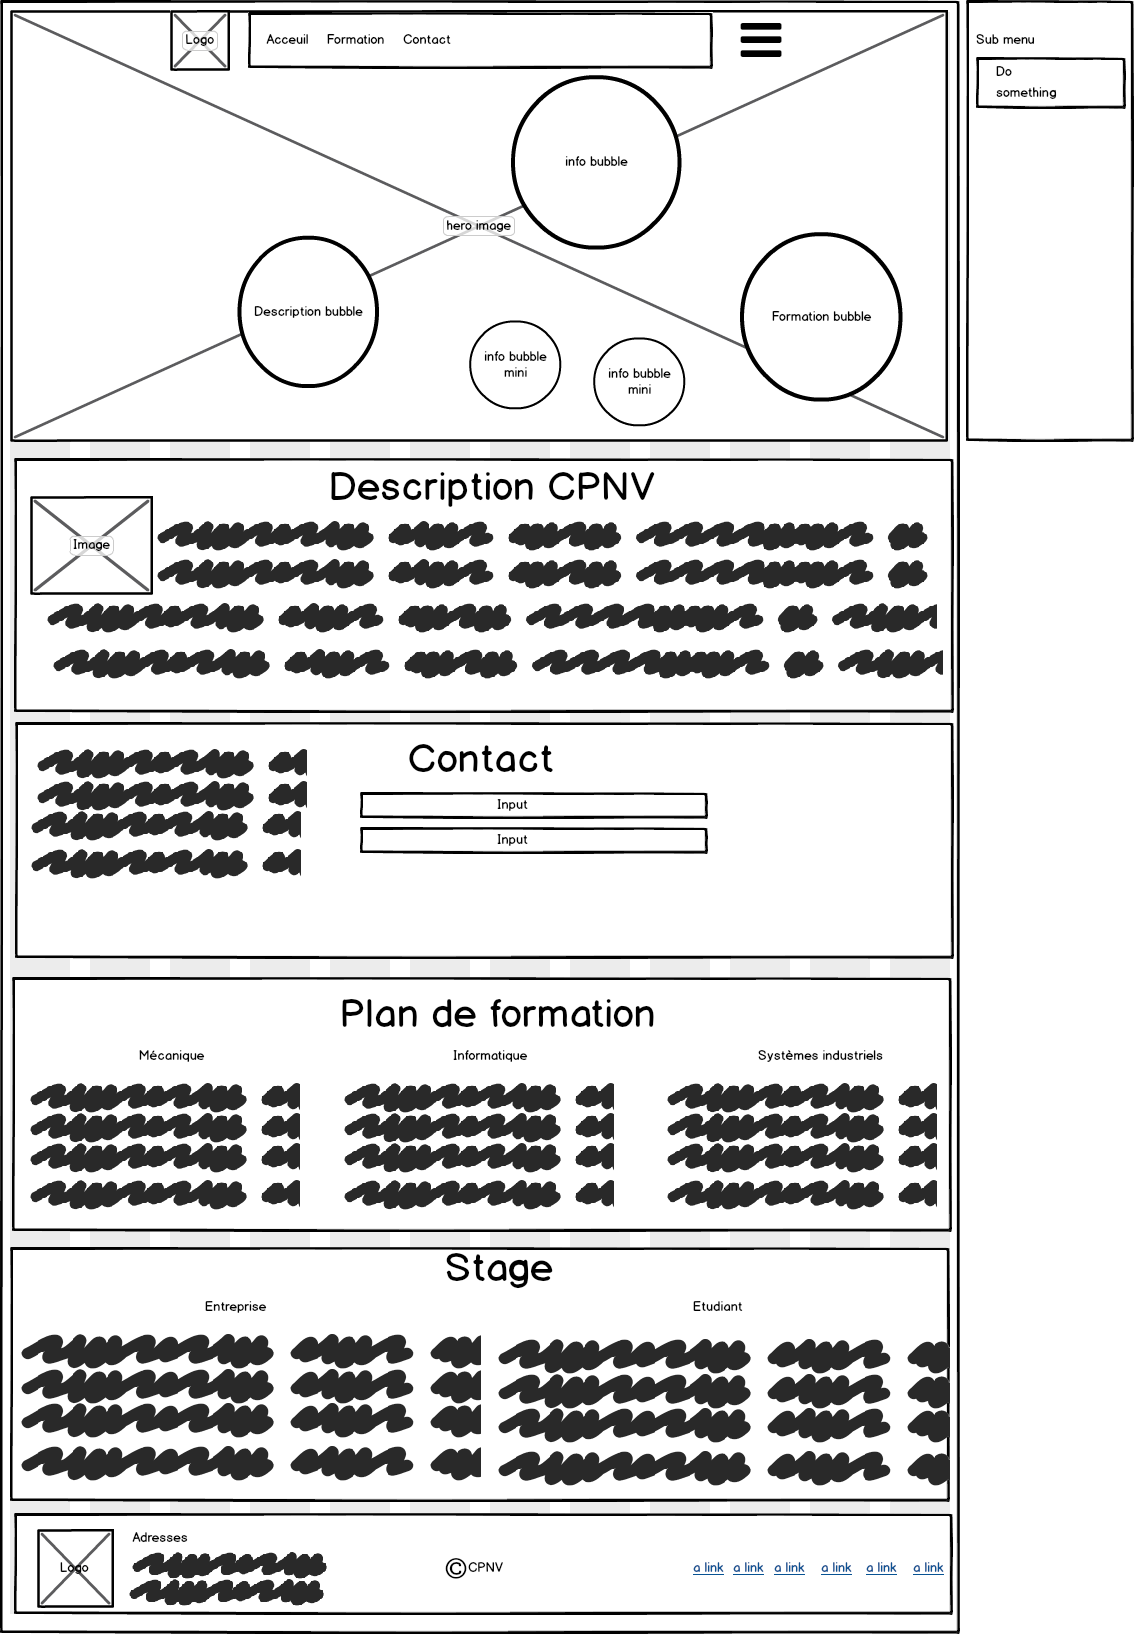 Logo
Acceuil Formation Contact
Sub menu
Do
something
info bubble
hero image
Description bubble
Formation bubble
info bubble
mini
info bubble
mini
Description CPNV
Image
Contact
Input
Input
Plan de formation
Mécanique Informatique Systèmes industriels
Stage
Entreprise Etudiant
Logo
Adresses
©CPNV
a link a link a link a link a link a link